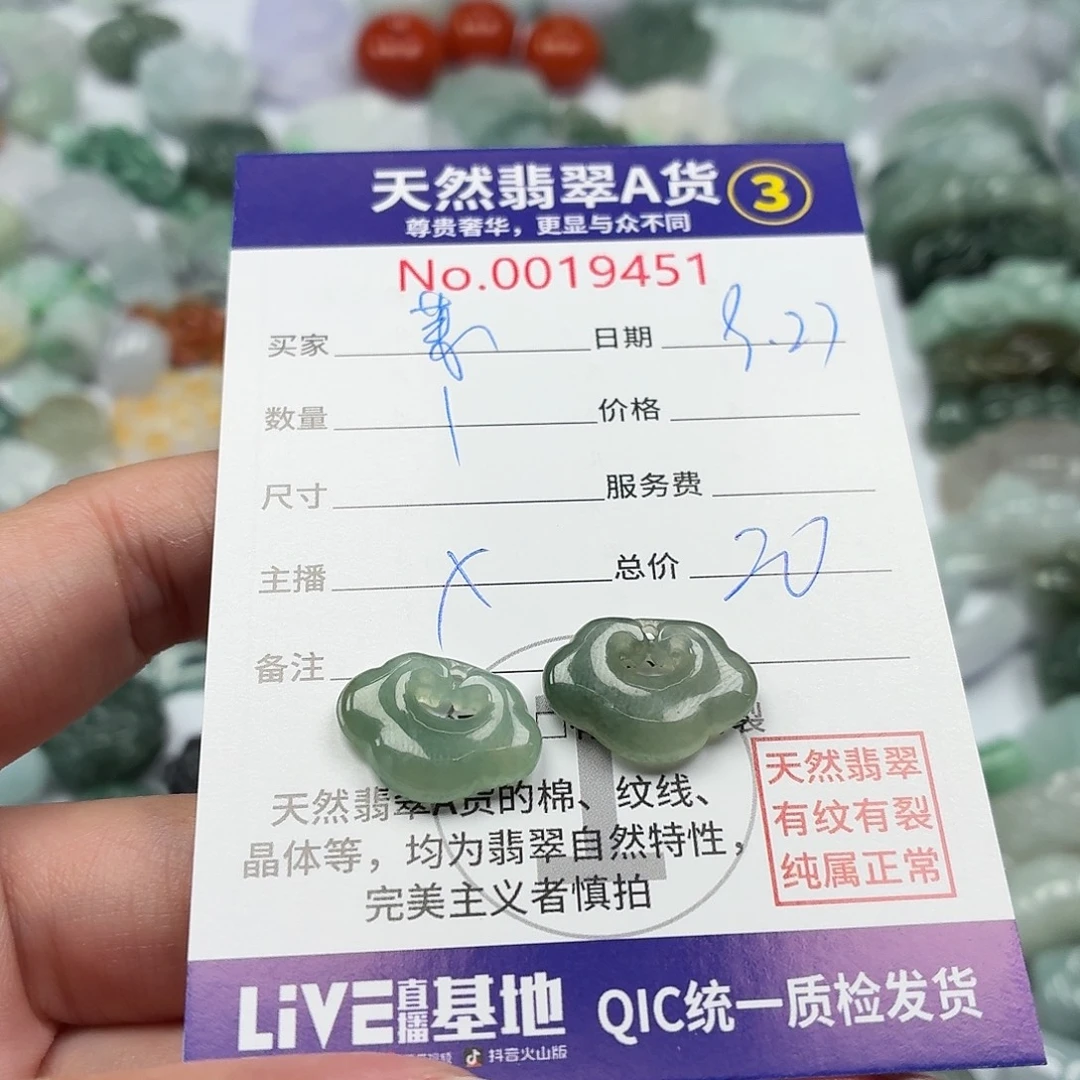 天然翡翠A货 3
尊贵奢华，更显与众不同
No.0019451
买家 日期
数量 1 价格
尺寸 服务费
主播 总价 20
备注
裂
天然翡翠A货的棉、纹线、
晶体等，均为翡翠自然特性，
完美主义者慎拍
天然翡翠
有纹有裂
纯属正常
LiVE直播基地 QIC统一质检发货
抖音火山版